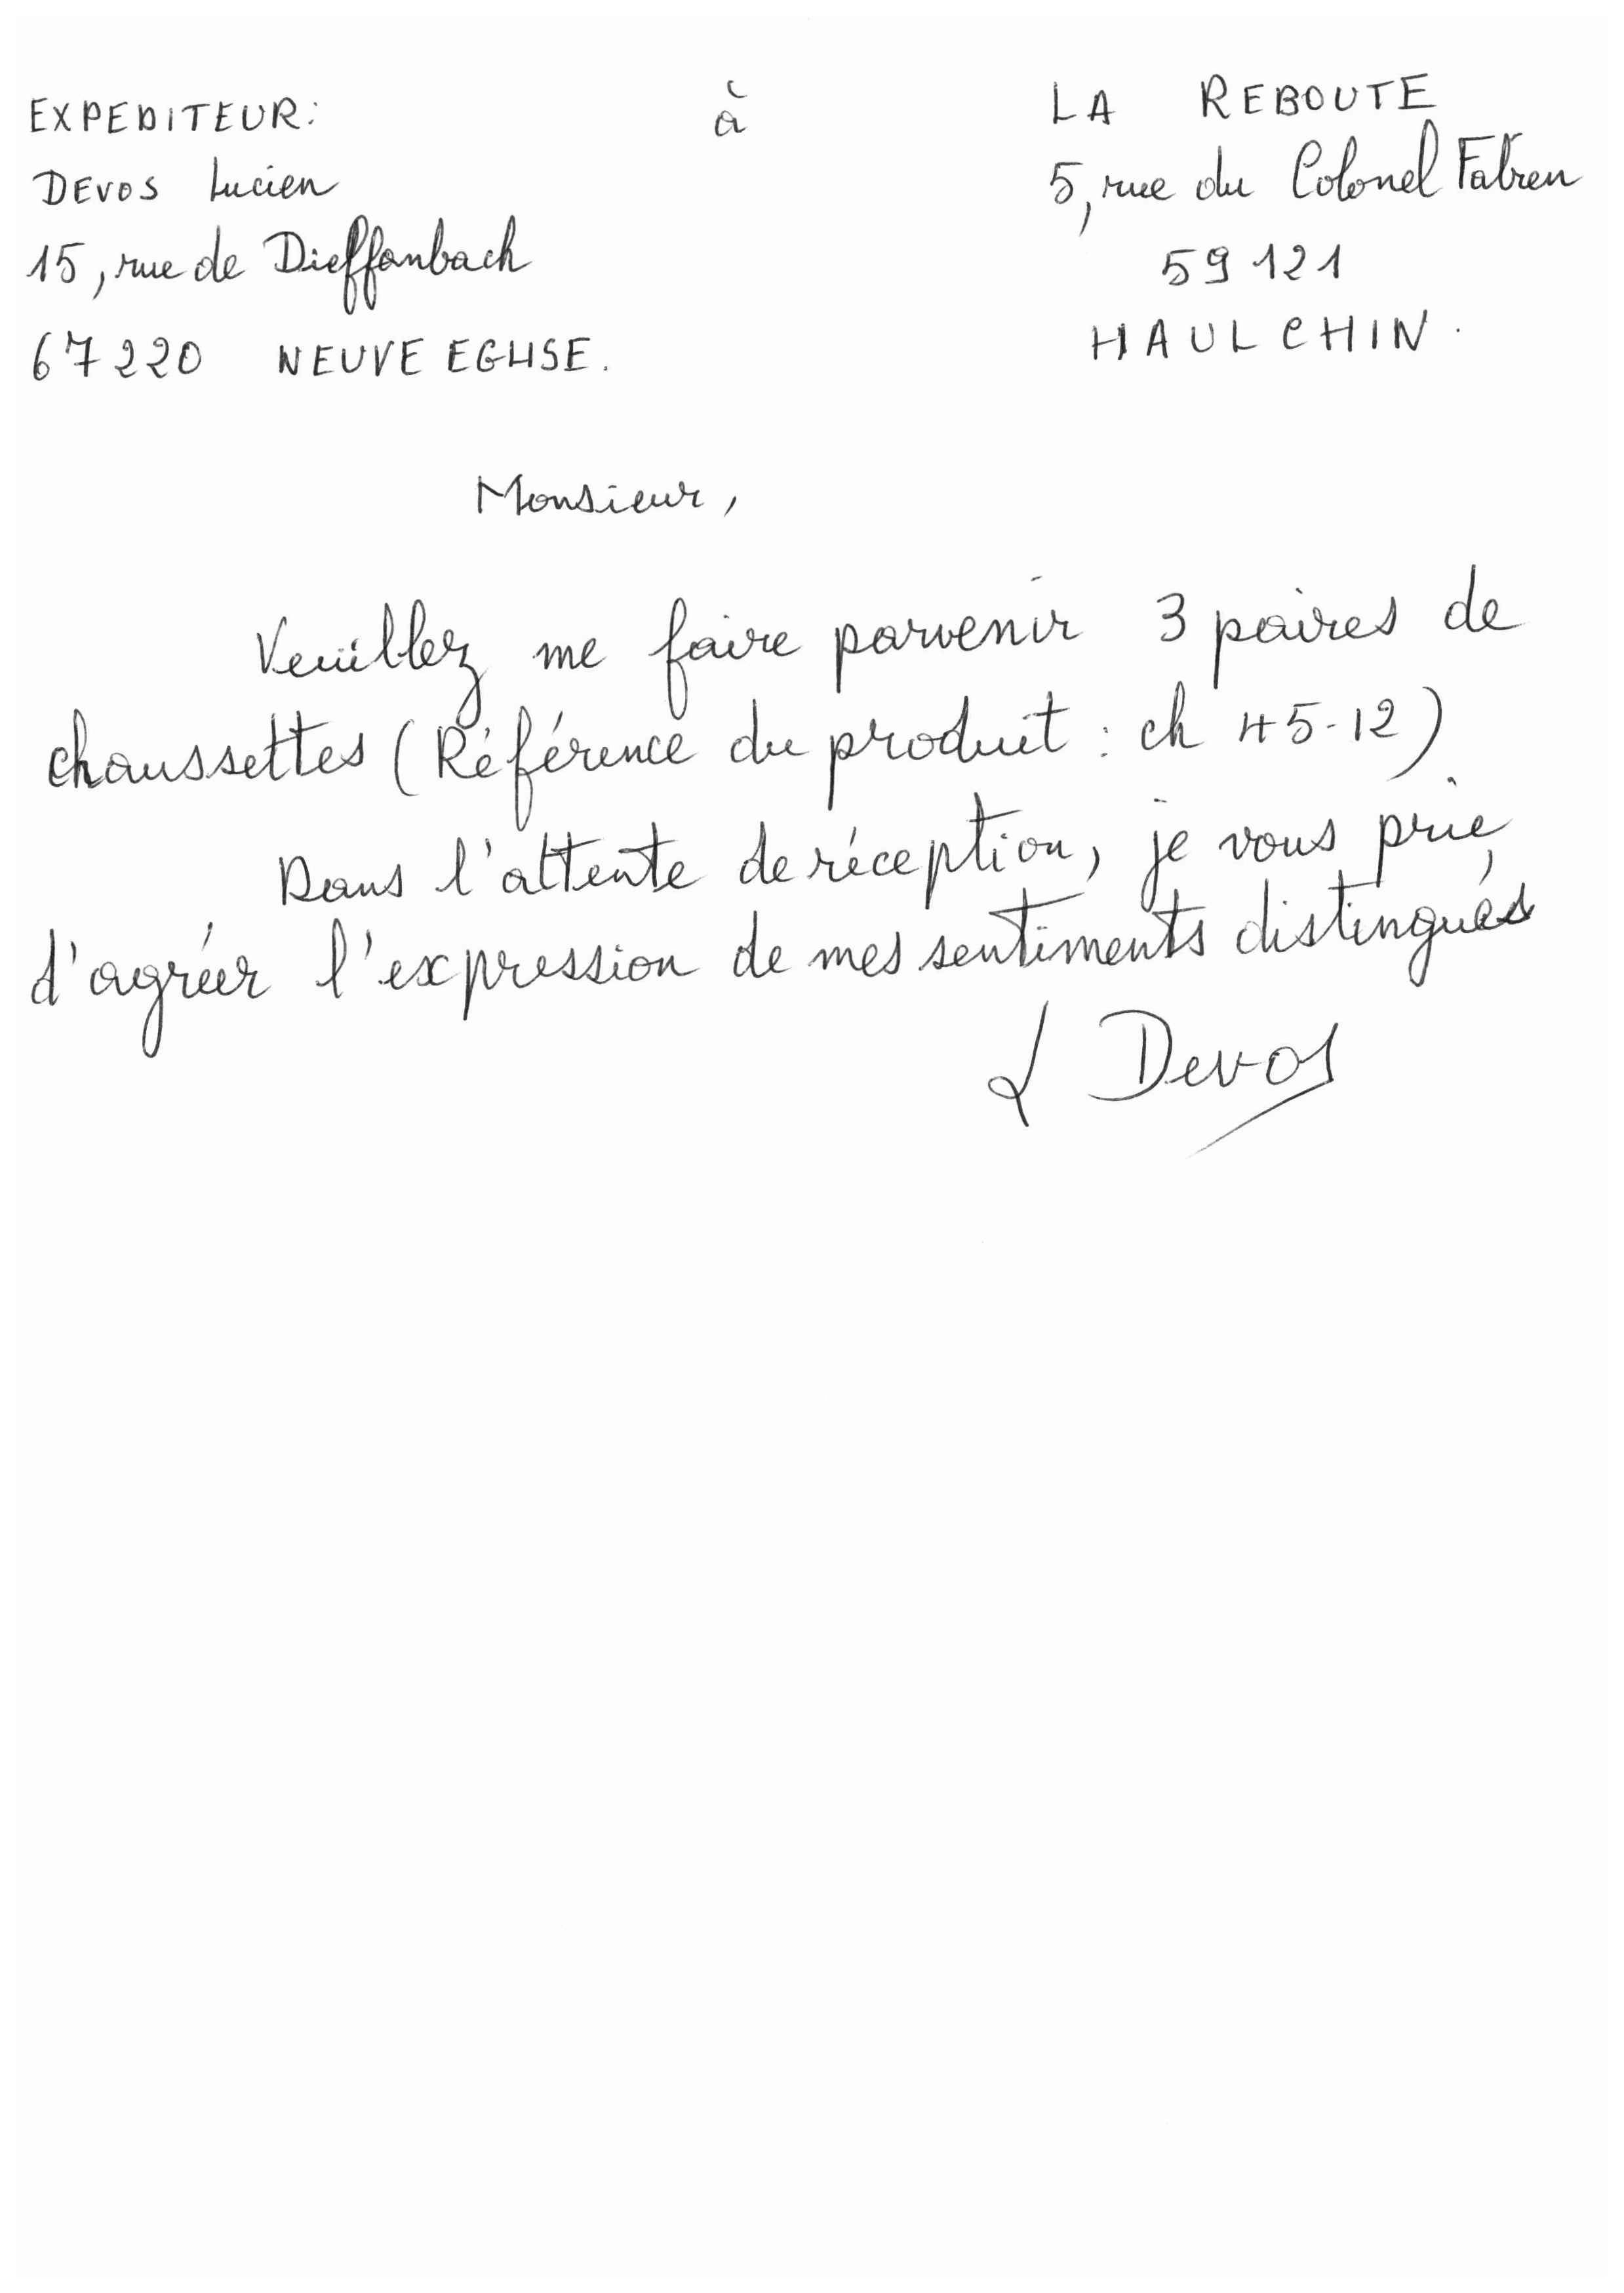 EXPEDITEUR:
DEVOS Lucien
15, rue de Dieffenbach
67220 NEUVE EGLISE.
à
LA REBOUTE
5, rue du Colonel Fabien
59121
HAULCHIN.
Monsieur,
Veuillez me faire parvenir 3 paires de
chaussettes (Référence du produit : ch 45-12).
Dans l'attente de réception, je vous prie,
d'agréer l'expression de mes sentiments distingués
L Devos